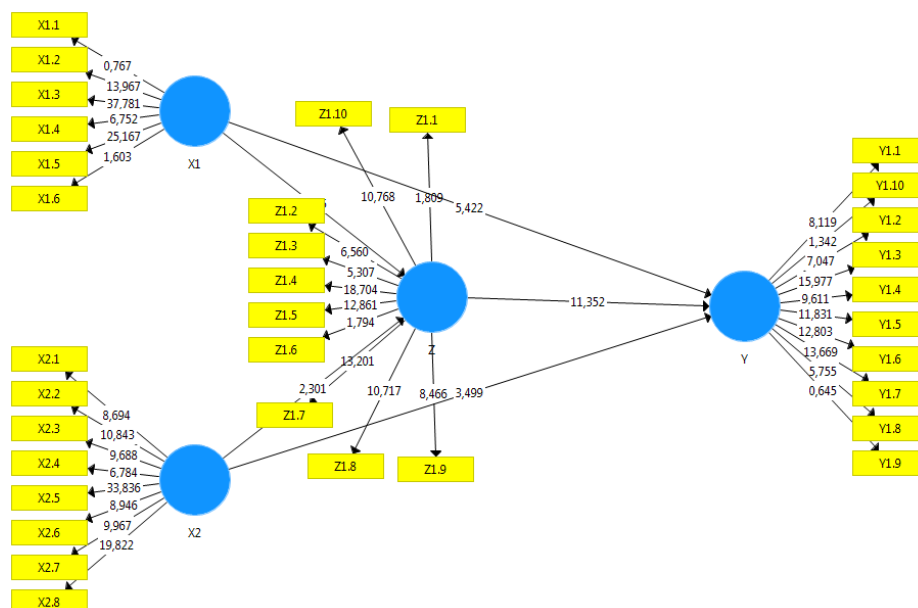 X1.1
X1.2
X1.3
X1.4
X1.5
X1.6
0,767
13,967
37,781
6,752
25,167
1,603
X1
Z1.10
Z1.1
10,768
1,809
5,422
Z1.2
Z1.3
Z1.4
Z1.5
Z1.6
6,560
5,307
18,704
12,861
1,794
Z
11,352
13,201
2,301
10,717
8,466
3,499
Z1.7
Z1.8
Z1.9
X2.1
X2.2
X2.3
X2.4
X2.5
X2.6
X2.7
X2.8
8,694
10,843
9,688
6,784
33,836
8,946
9,967
19,822
X2
Y
8,119
1,342
7,047
15,977
9,611
11,831
12,803
13,669
5,755
0,645
Y1.1
Y1.10
Y1.2
Y1.3
Y1.4
Y1.5
Y1.6
Y1.7
Y1.8
Y1.9